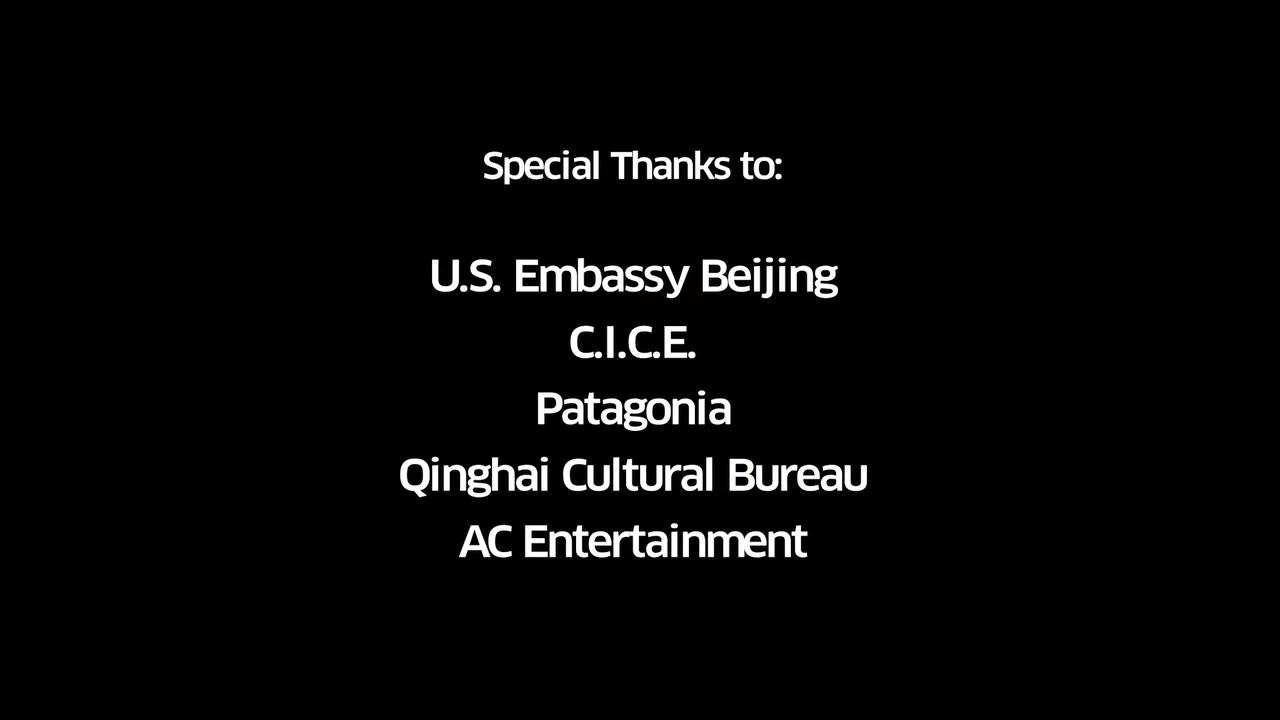 Special Thanks to:
U.S. Embassy Beijing
C.I.C.E.
Patagonia
Qinghai Cultural Bureau
AC Entertainment